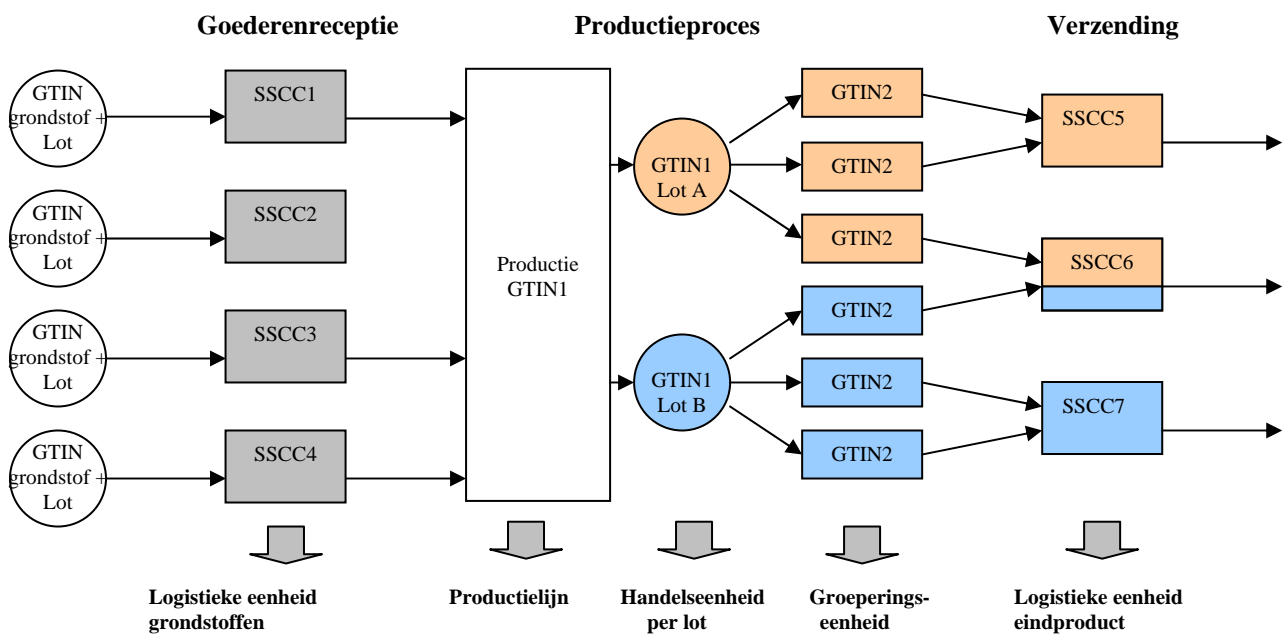 Goederenreceptie
Productieproces
Verzending
GTIN
grondstof +
Lot
GTIN
grondstof +
Lot
GTIN
grondstof +
Lot
GTIN
grondstof +
Lot
SSCC1
SSCC2
SSCC3
SSCC4
Productie
GTIN1
GTIN1
Lot A
GTIN1
Lot B
GTIN2
GTIN2
GTIN2
GTIN2
GTIN2
GTIN2
SSCC5
SSCC6
SSCC7
Logistieke eenheid
grondstoffen
Productielijn
Handelseenheid
per lot
Groeperings-
eenheid
Logistieke eenheid
eindproduct